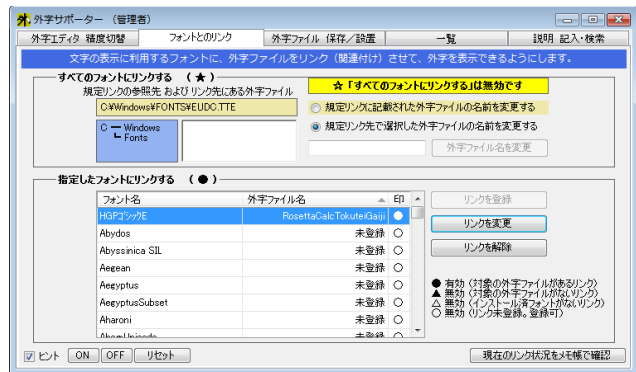 外字サポーター （管理者）
外字エディタ 精度切替
フォントとのリンク
外字ファイル 保存／設置
一覧
説明 記入・検索
文字の表示に利用するフォントに、外字ファイルをリンク（関連付け）させて、外字を表示できるようにします。
すべてのフォントにリンクする （ ★ ）
規定リンクの参照先 およびリンク先にある外字ファイル
C:¥Windows¥FONTS¥EUDC.TTE
C
Windows
Fonts
☆「すべてのフォントにリンクする」は無効です
規定リンクに記載された外字ファイルの名前を変更する
規定リンク先で選択した外字ファイルの名前を変更する
外字ファイル名を変更
指定したフォントにリンクする （ ● ）
フォント名 外字ファイル名 印
HGPｺﾞｼｯｸE RosettaCalcTokuteiGaiji ●
Abydos 未登録 ○
Abyssinica SIL 未登録 ○
Aegean 未登録 ○
Aegyptus 未登録 ○
AegyptusSubset 未登録 ○
Aharoni 未登録 ○
リンクを登録
リンクを変更
リンクを解除
● 有効（対象の外字ファイルがあるリンク）
▲ 無効（対象の外字ファイルがないリンク）
△ 無効（インストール済フォントがないリンク）
○ 無効（リンク未登録。登録可）
ヒント ON OFF リセット
現在のリンク状況をメモ帳で確認